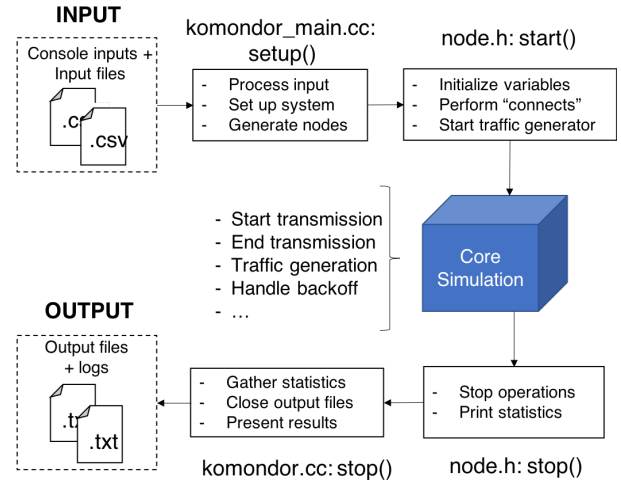 INPUT
Console inputs +
Input files
.csv
komondor_main.cc:
setup()
- Process input
- Set up system
- Generate nodes
node.h: start()
- Initialize variables
- Perform “connects”
- Start traffic generator
- Start transmission
- End transmission
- Traffic generation
- Handle backoff
- ...
Core
Simulation
OUTPUT
Output files
+ logs
.txt
- Gather statistics
- Close output files
- Present results
komondor.cc: stop()
- Stop operations
- Print statistics
node.h: stop()